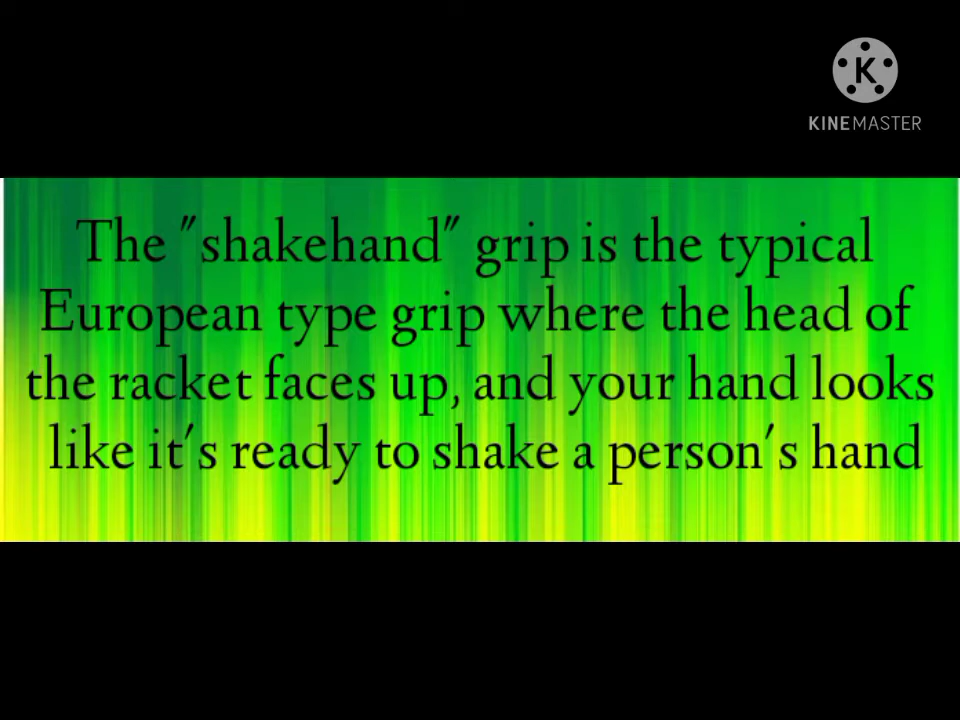 K
KINEMASTER
The "shakehand" grip is the typical
European type grip where the head of
the racket faces up, and your hand looks
like it's ready to shake a person's hand